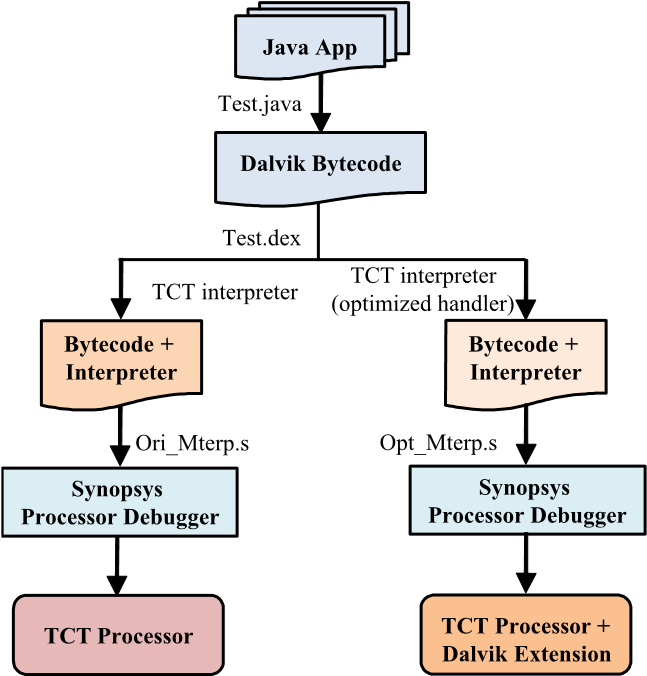 Java App
Test.java
Dalvik Bytecode
Test.dex
TCT interpreter
TCT interpreter
(optimized handler)
Bytecode +
Interpreter
Bytecode +
Interpreter
Ori_Mterp.s
Opt_Mterp.s
Synopsys
Processor Debugger
Synopsys
Processor Debugger
TCT Processor
TCT Processor +
Dalvik Extension